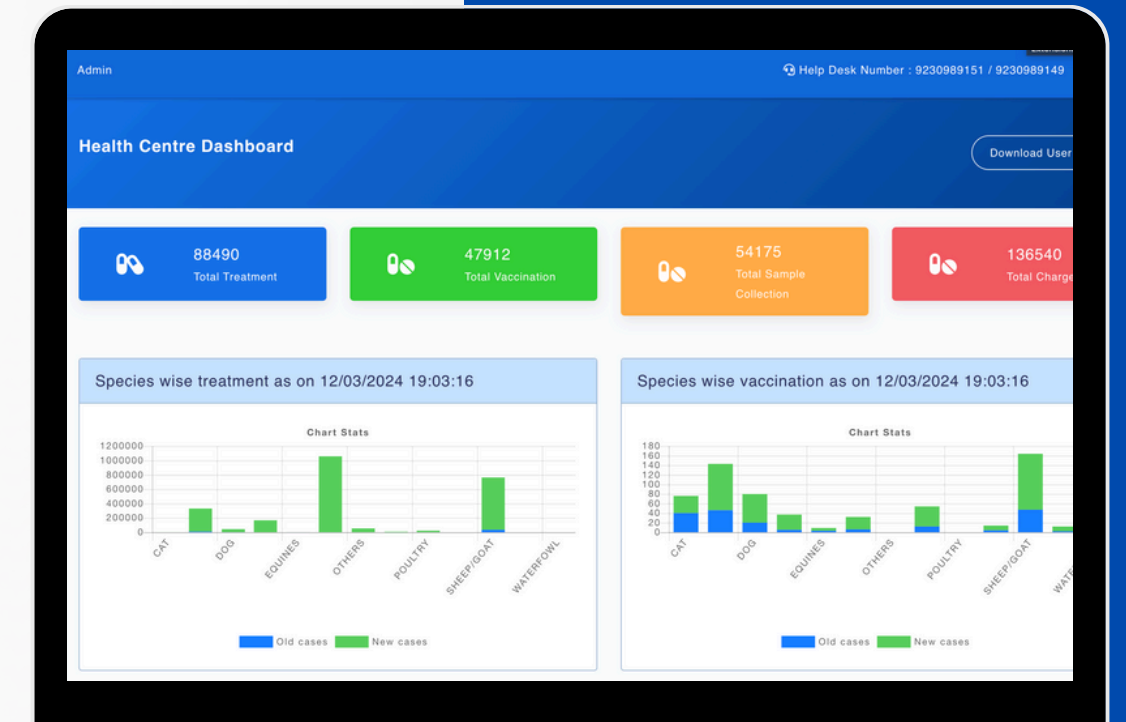 Admin
Help Desk Number : 9230989151 / 9230989149
Health Centre Dashboard
Download User
88490
Total Treatment
47912
Total Vaccination
54175
Total Sample
Collection
136540
Total Charge
Species wise treatment as on 12/03/2024 19:03:16
Chart Stats
1200000
1000000
800000
600000
400000
200000
0
CAT
DOG
EQUINES
OTHERS
POULTRY
SHEEP/GOAT
WATERFOWL
Old cases
New cases
Species wise vaccination as on 12/03/2024 19:03:16
Chart Stats
180
160
140
120
100
80
60
40
20
0
CAT
DOG
EQUINES
OTHERS
POULTRY
SHEEP/GOAT
Old cases
New cases